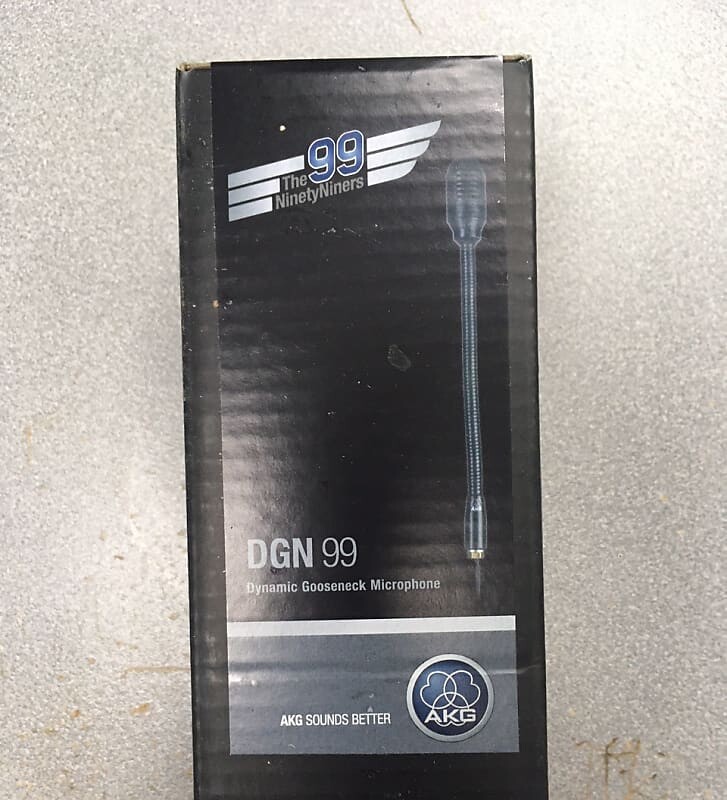 The 99
NinetyNiners
DGN 99
Dynamic Gooseneck Microphone
AKG SOUNDS BETTER
AKG